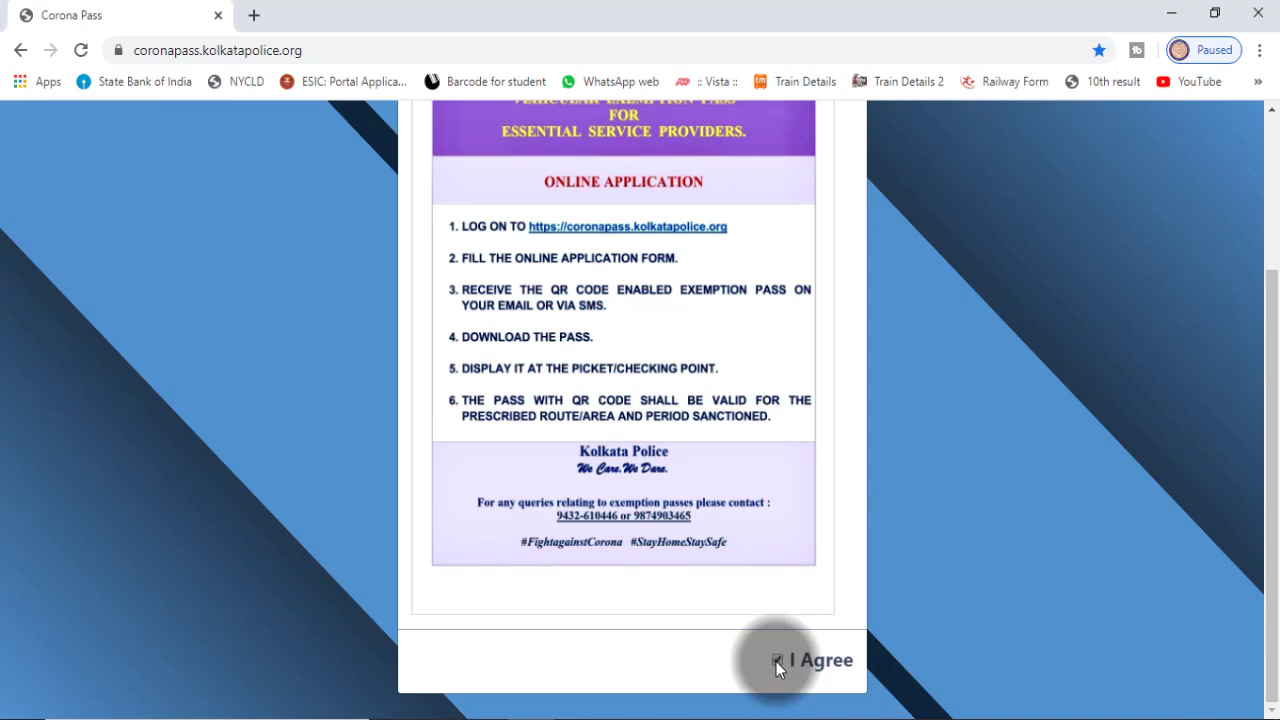 Corona Pass
coronapass.kolkatapolice.org
Paused
Apps State Bank of India NYCLD ESIC: Portal Applica... Barcode for student WhatsApp web :: Vista :: Train Details Train Details 2 Railway Form 10th result YouTube »
VEHICULAR EXEMPTION PASS
FOR
ESSENTIAL SERVICE PROVIDERS.
ONLINE APPLICATION
1. LOG ON TO https://coronapass.kolkatapolice.org
2. FILL THE ONLINE APPLICATION FORM.
3. RECEIVE THE QR CODE ENABLED EXEMPTION PASS ON
YOUR EMAIL OR VIA SMS.
4. DOWNLOAD THE PASS.
5. DISPLAY IT AT THE PICKET/CHECKING POINT.
6. THE PASS WITH QR CODE SHALL BE VALID FOR THE
PRESCRIBED ROUTE/AREA AND PERIOD SANCTIONED.
Kolkata Police
We Care. We Dare.
For any queries relating to exemption passes please contact :
9432-610446 or 9874903465
#FightagainstCorona #StayHomeStaySafe
I Agree